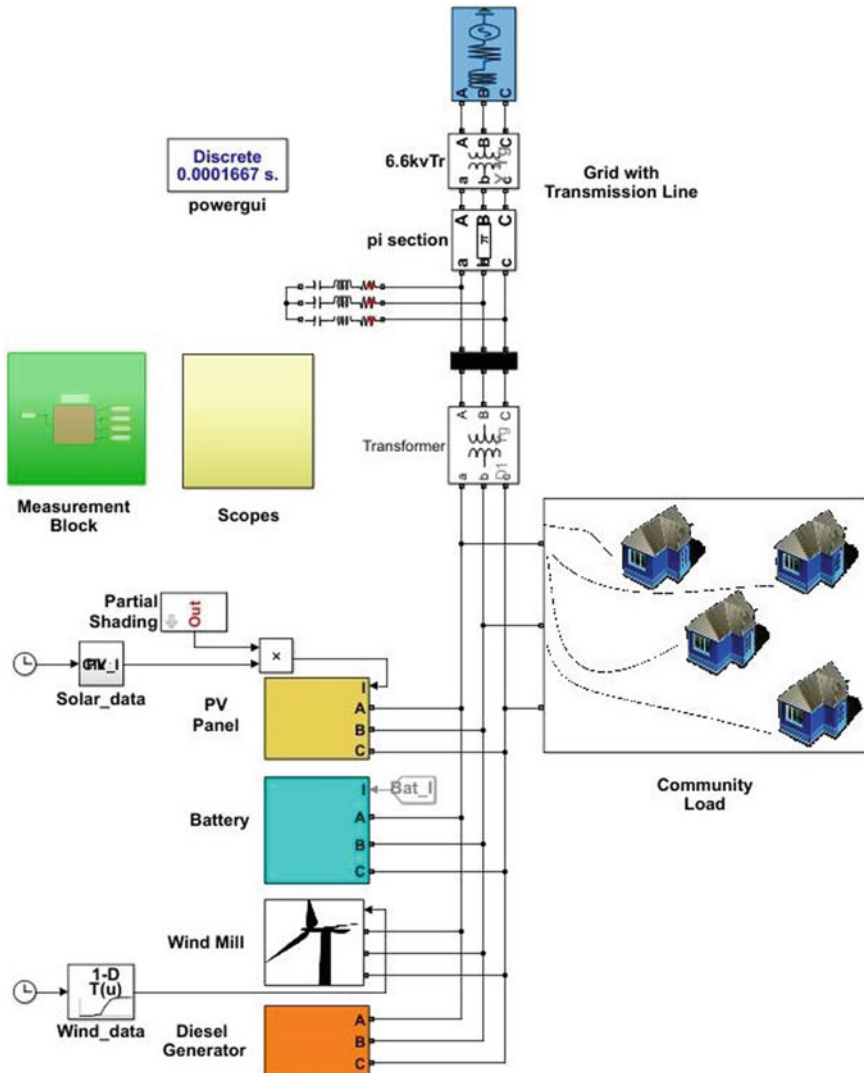 A B C
A B C
6.6kvTr
a b c
Grid with
Transmission Line
Discrete
0.0001667 s.
powergui
A B C
pi section
π
a b c
A B C
Transformer
a b c
Measurement
Block
Scopes
Partial
Shading
Out
×
Solar_data
PV
Panel
I
A
B
C
Community
Load
Battery
I
Bat_I
A
B
C
Wind Mill
1-D
T(u)
Wind_data
Diesel
Generator
A
B
C